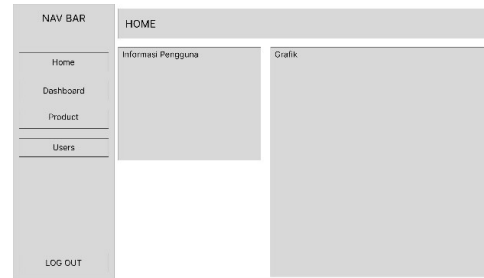 NAV BAR
Home
Dashboard
Product
Users
LOG OUT
HOME
Informasi Pengguna
Grafik